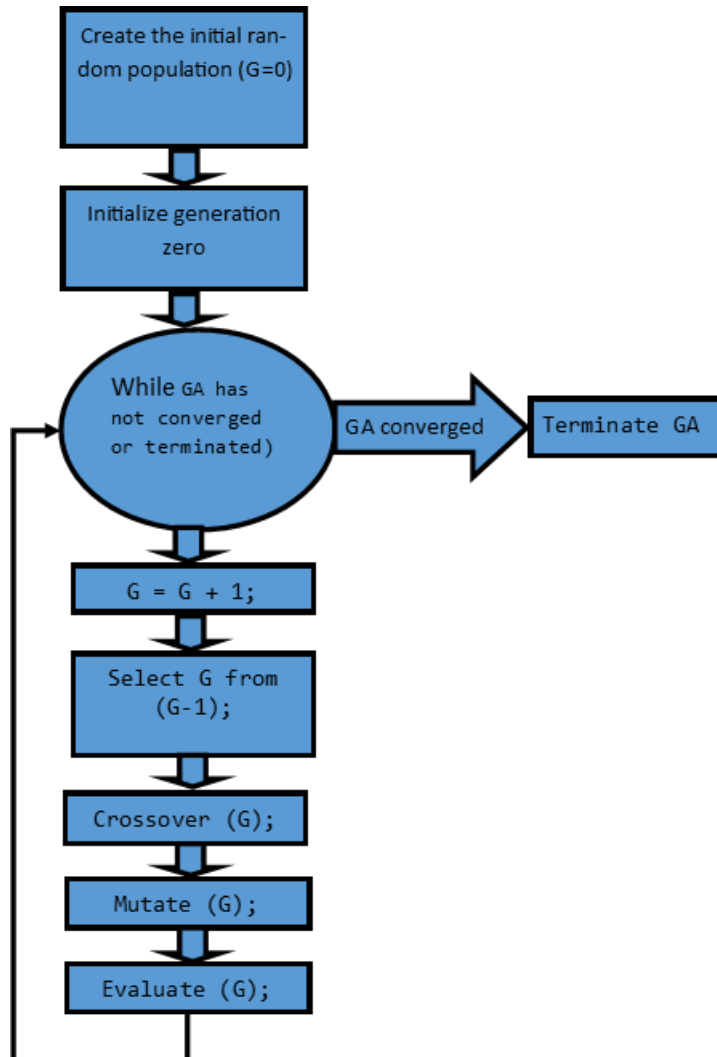 Create the initial ran-
dom population (G=0)
Initialize generation
zero
While GA has
not converged
or terminated)
GA converged
Terminate GA
G = G + 1;
Select G from
(G-1);
Crossover (G);
Mutate (G);
Evaluate (G);